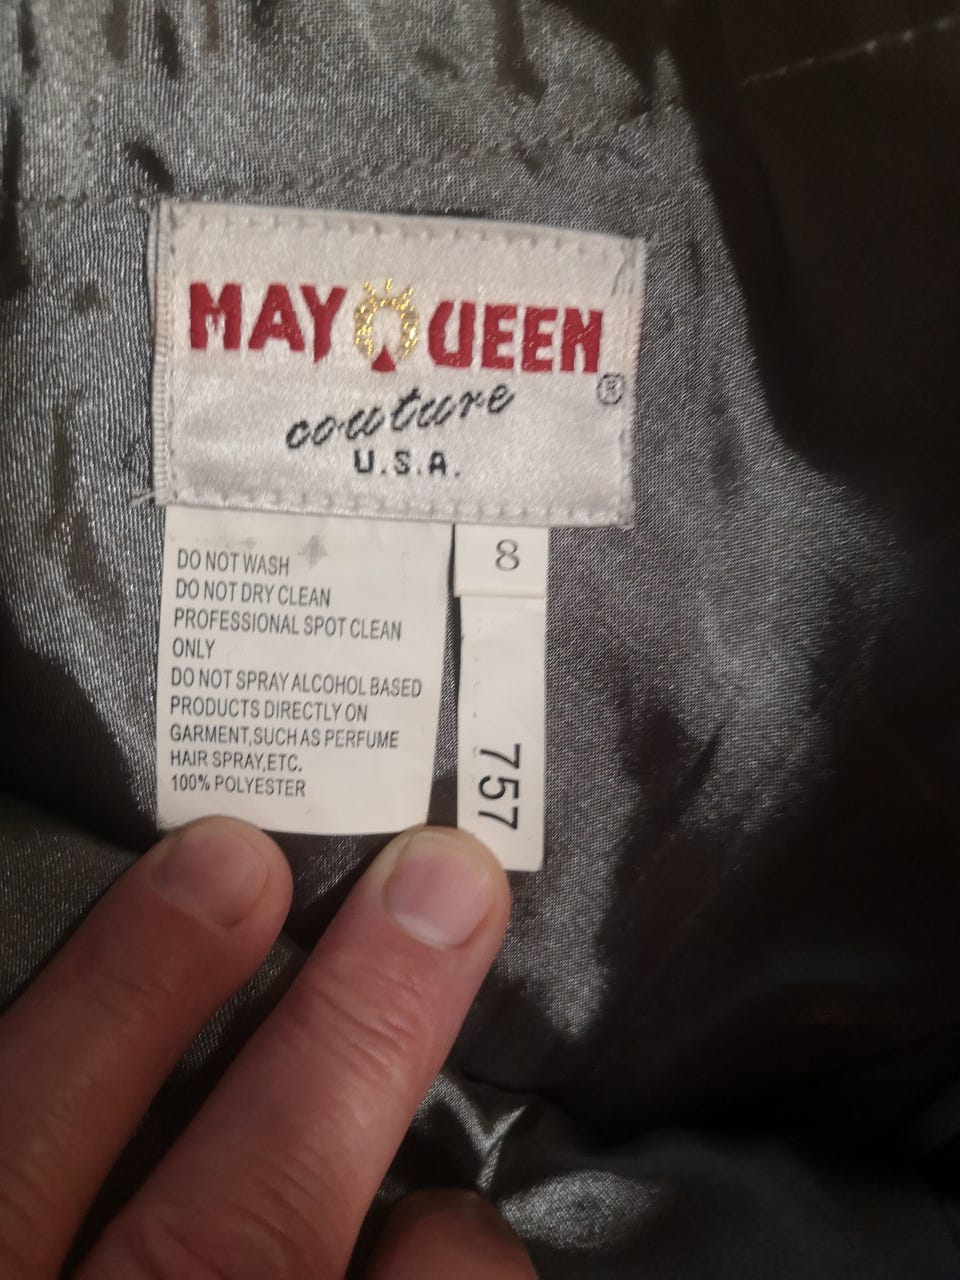 MAY QUEEN ®
couture
U.S.A.
DO NOT WASH
DO NOT DRY CLEAN
PROFESSIONAL SPOT CLEAN
ONLY
DO NOT SPRAY ALCOHOL BASED
PRODUCTS DIRECTLY ON
GARMENT,SUCH AS PERFUME
HAIR SPRAY,ETC.
100% POLYESTER
8
757